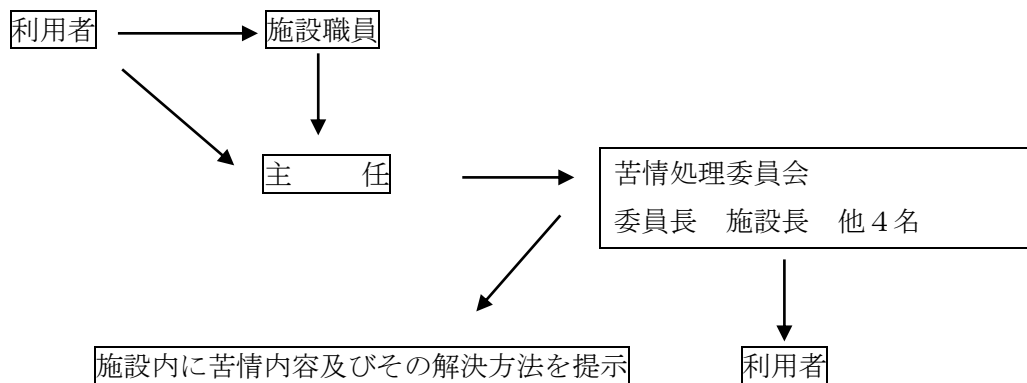 利用者
施設職員
主　　任
苦情処理委員会
委員長　施設長　他４名
施設内に苦情内容及びその解決方法を提示
利用者